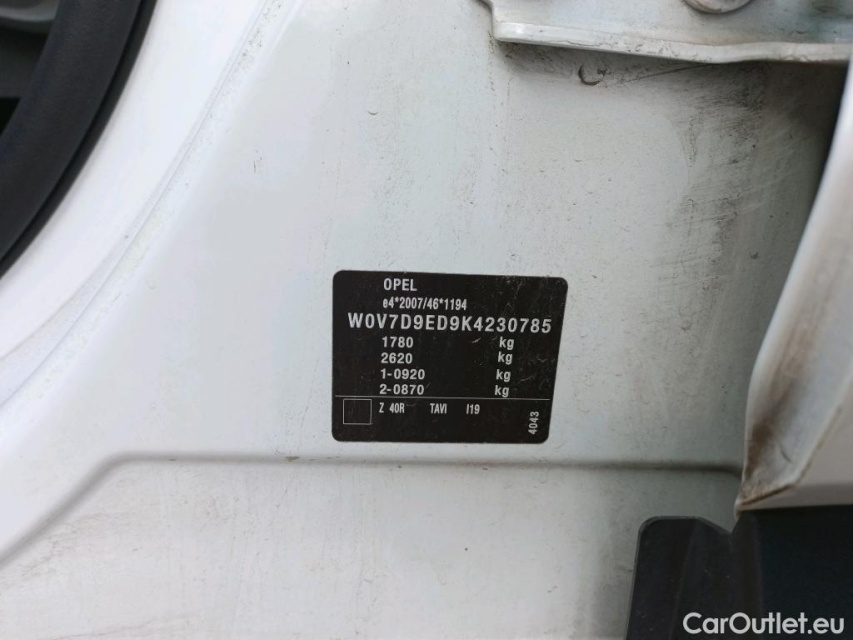 OPEL
e4*2007/46*1194
W0V7D9ED9K4230785
1780 kg
2620 kg
1-0920 kg
2-0870 kg
Z 40R TAVI I19
4043
CarOutlet.eu